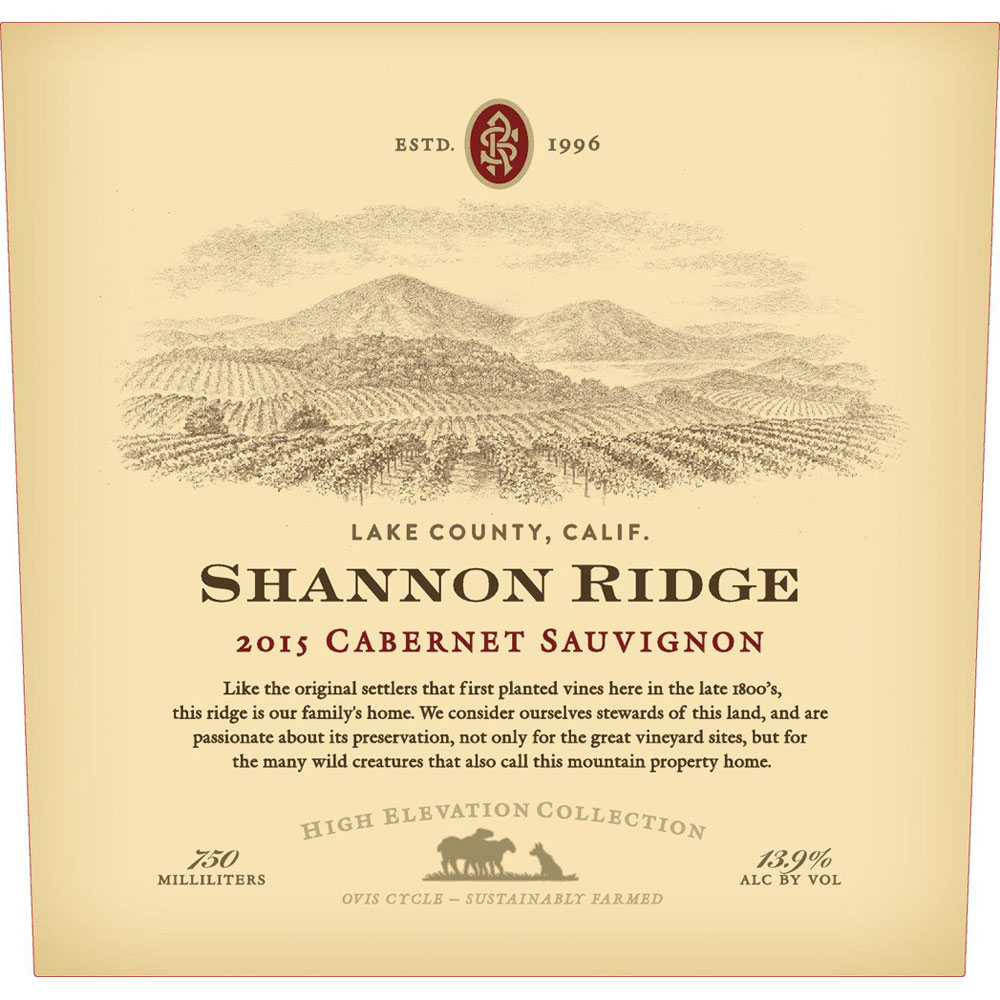 ESTD. 1996
LAKE COUNTY, CALIF.
SHANNON RIDGE
2015 CABERNET SAUVIGNON
Like the original settlers that first planted vines here in the late 1800's,
this ridge is our family's home. We consider ourselves stewards of this land, and are
passionate about its preservation, not only for the great vineyard sites, but for
the many wild creatures that also call this mountain property home.
HIGH ELEVATION COLLECTION
750
MILLILITERS
13.9%
ALC BY VOL
OVIS CYCLE – SUSTAINABLY FARMED